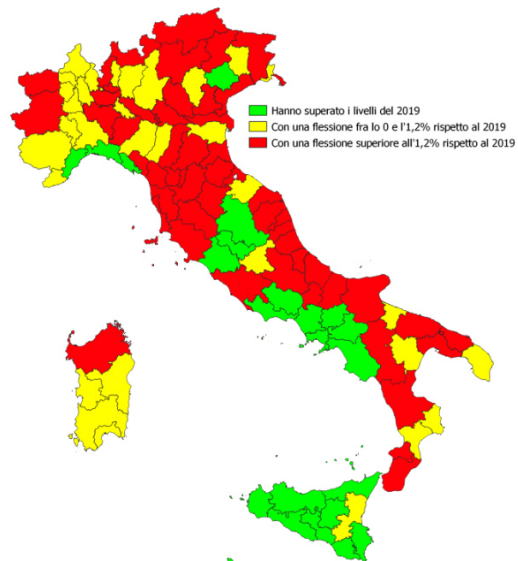 Hanno superato i livelli del 2019
Con una flessione fra lo 0 e l'1,2% rispetto al 2019
Con una flessione superiore all'1,2% rispetto al 2019